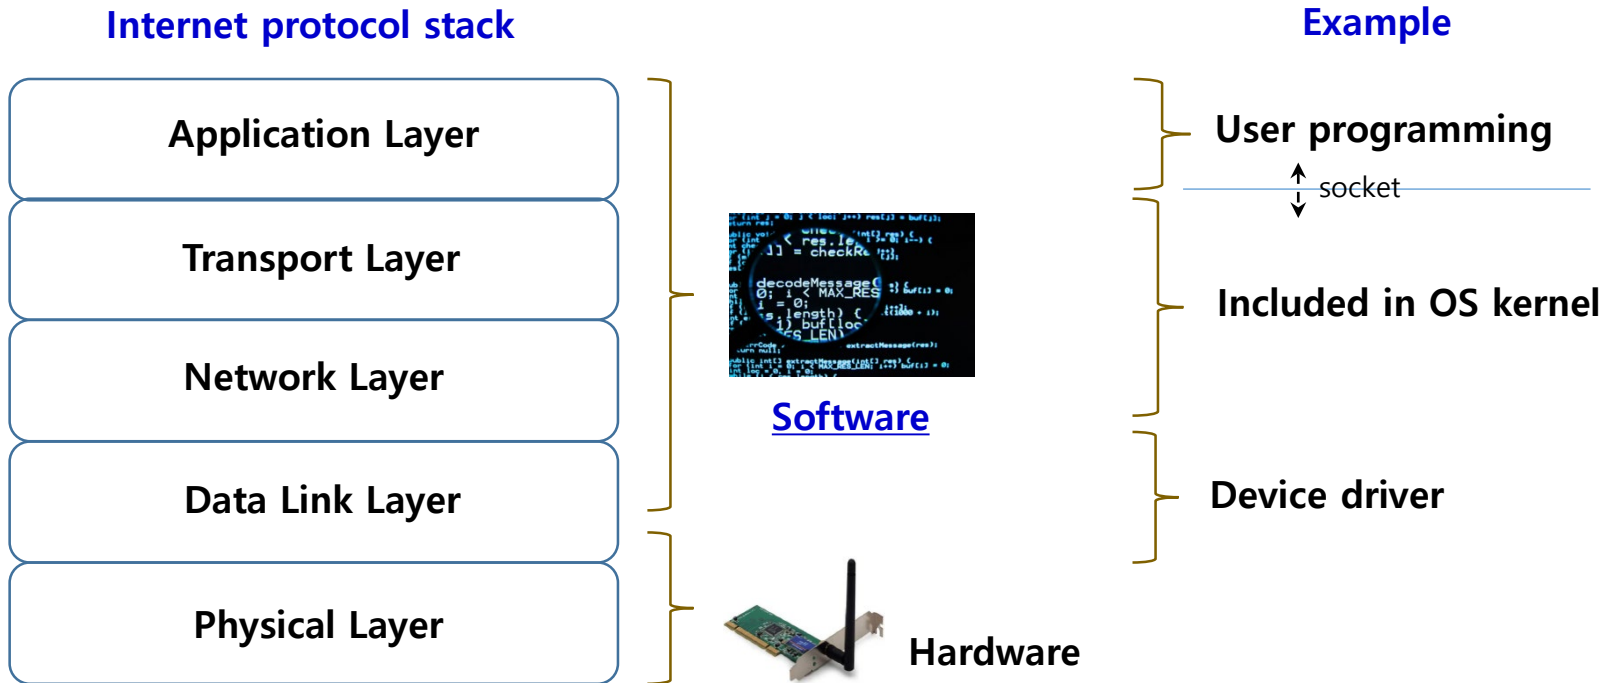 Internet protocol stack
Example
Application Layer
User programming
socket
Transport Layer
Included in OS kernel
decodeMessage(
Network Layer
Software
Data Link Layer
Device driver
Physical Layer
Hardware